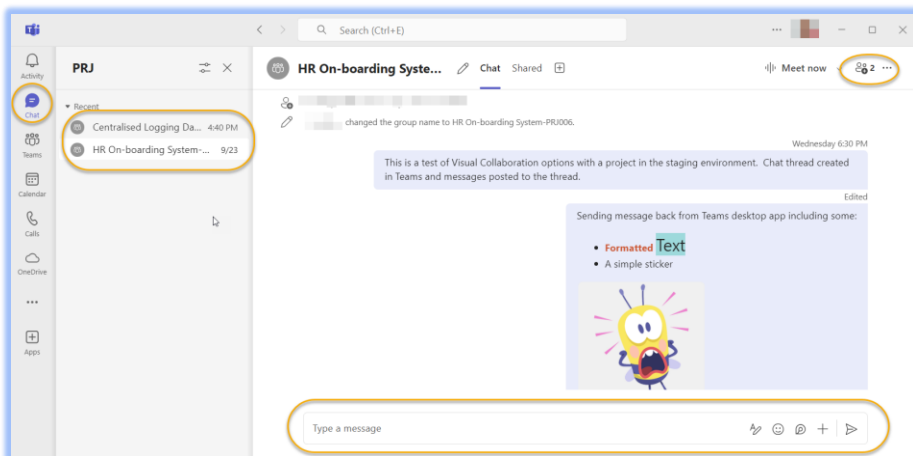 Search (Ctrl+E)
Activity
Chat
Teams
Calendar
Calls
OneDrive
Apps
PRJ
Recent
Centralised Logging Da... 4:40 PM
HR On-boarding System-... 9/23
HR On-boarding Syste... Chat Shared
Meet now 2
changed the group name to HR On-boarding System-PRJ006.
Wednesday 6:30 PM
This is a test of Visual Collaboration options with a project in the staging environment. Chat thread created
in Teams and messages posted to the thread.
Edited
Sending message back from Teams desktop app including some:
• Formatted Text
• A simple sticker
Type a message